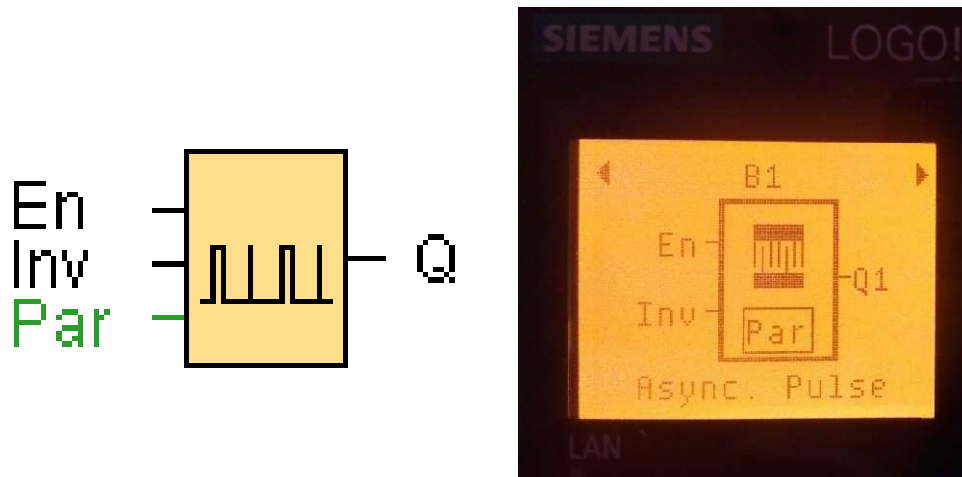 En
Inv
Par
Q
SIEMENS
LOGO!
B1
En
Inv
Q1
Par
Async. Pulse
LAN